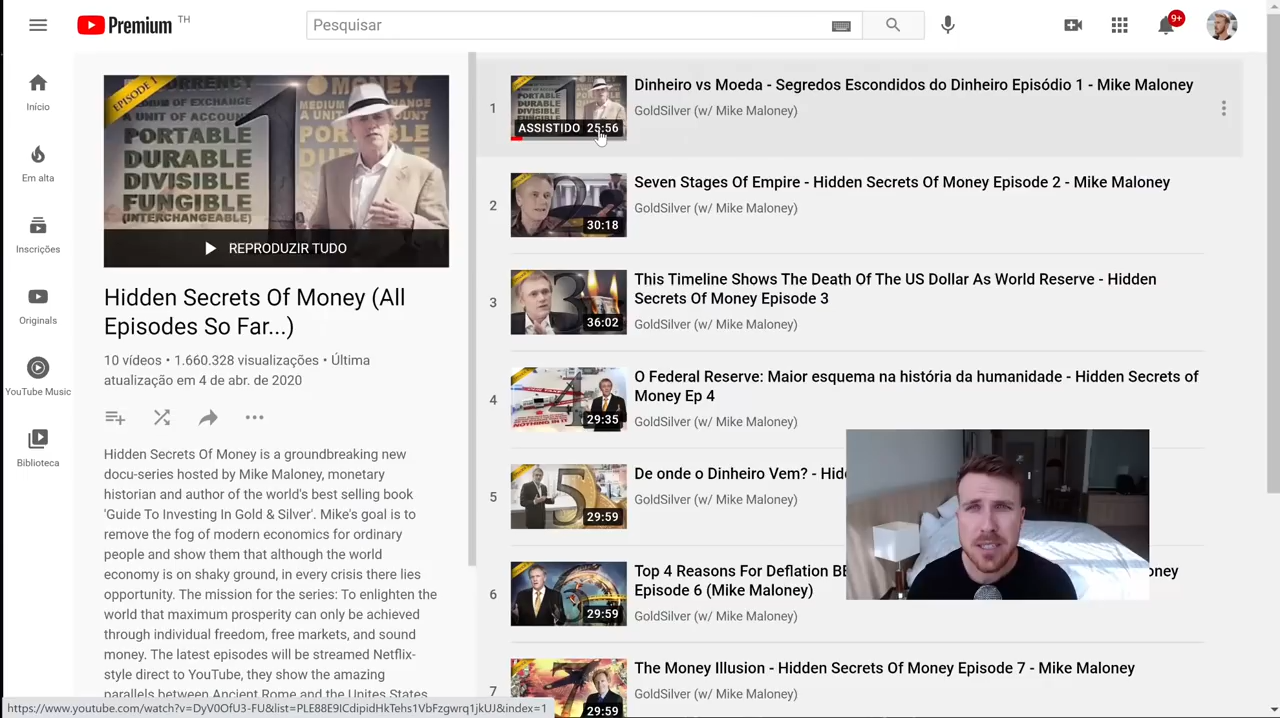 Premium TH
Pesquisar
9+
Início
Em alta
Inscrições
Originals
YouTube Music
Biblioteca
EPISODE 1
A UNIT OF ACCOUNT
PORTABLE
DURABLE
DIVISIBLE
FUNGIBLE
(INTERCHANGEABLE)
REPRODUZIR TUDO
Hidden Secrets Of Money (All
Episodes So Far...)
10 vídeos • 1.660.328 visualizações • Última
atualização em 4 de abr. de 2020
Hidden Secrets Of Money is a groundbreaking new
docu-series hosted by Mike Maloney, monetary
historian and author of the world's best selling book
'Guide To Investing In Gold & Silver'. Mike's goal is to
remove the fog of modern economics for ordinary
people and show them that although the world
economy is on shaky ground, in every crisis there lies
opportunity. The mission for the series: To enlighten the
world that maximum prosperity can only be achieved
through individual freedom, free markets, and sound
money. The latest episodes will be streamed Netflix-
style direct to YouTube, they show the amazing
parallels between Ancient Rome and the Unites States
1
ASSISTIDO 25:56
Dinheiro vs Moeda - Segredos Escondidos do Dinheiro Episódio 1 - Mike Maloney
GoldSilver (w/ Mike Maloney)
2
30:18
Seven Stages Of Empire - Hidden Secrets Of Money Episode 2 - Mike Maloney
GoldSilver (w/ Mike Maloney)
3
36:02
This Timeline Shows The Death Of The US Dollar As World Reserve - Hidden
Secrets Of Money Episode 3
GoldSilver (w/ Mike Maloney)
4
29:35
O Federal Reserve: Maior esquema na história da humanidade - Hidden Secrets of
Money Ep 4
GoldSilver (w/ Mike Maloney)
5
29:59
De onde o Dinheiro Vem? - Hid
GoldSilver (w/ Mike Maloney)
6
29:59
Top 4 Reasons For Deflation BE
Episode 6 (Mike Maloney)
GoldSilver (w/ Mike Maloney)
7
29:59
The Money Illusion - Hidden Secrets Of Money Episode 7 - Mike Maloney
GoldSilver (w/ Mike Maloney)
https://www.youtube.com/watch?v=DyV0OfU3-FU&list=PLE88E9ICdipidHkTehs1VbFzgwrq1jkUJ&index=1